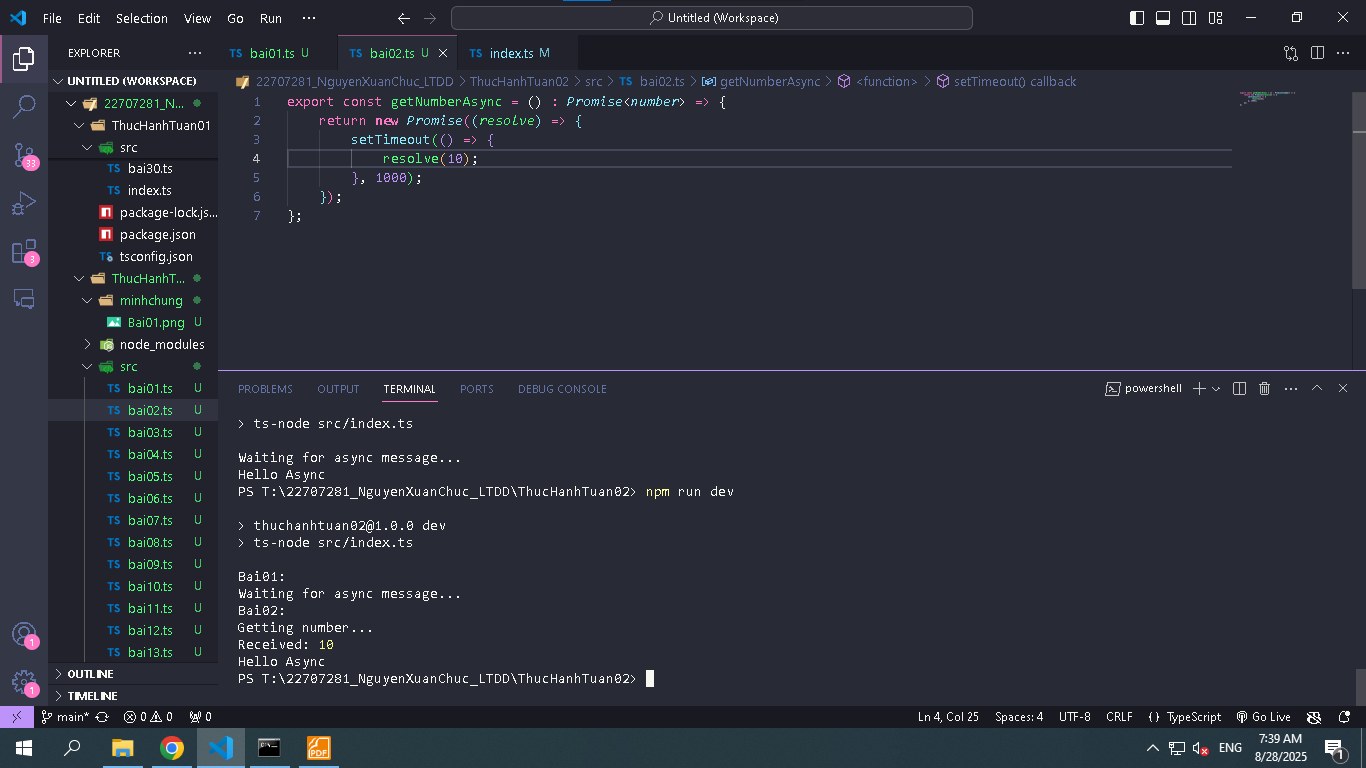 File Edit Selection View Go Run ··· Untitled (Workspace)
EXPLORER ···
UNTITLED (WORKSPACE)
22707281_N...
ThucHanhTuan01
src
TS bai30.ts
TS index.ts
package-lock.js...
package.json
tsconfig.json
ThucHanhT...
minhchung
Bai01.png U
node_modules
src
TS bai01.ts U
TS bai02.ts U
TS bai03.ts U
TS bai04.ts U
TS bai05.ts U
TS bai06.ts U
TS bai07.ts U
TS bai08.ts U
TS bai09.ts U
TS bai10.ts U
TS bai11.ts U
TS bai12.ts U
TS bai13.ts U
OUTLINE
TIMELINE
33
3
1
1
TS bai01.ts U TS bai02.ts U TS index.ts M
22707281_NguyenXuanChuc_LTDD > ThucHanhTuan02 > src > TS bai02.ts > getNumberAsync > <function> > setTimeout() callback
1 export const getNumberAsync = () : Promise<number> => {
2 return new Promise((resolve) => {
3 setTimeout(() => {
4 resolve(10);
5 }, 1000);
6 });
7 };
PROBLEMS OUTPUT TERMINAL PORTS DEBUG CONSOLE powershell
> ts-node src/index.ts
Waiting for async message...
Hello Async
PS T:\22707281_NguyenXuanChuc_LTDD\ThucHanhTuan02> npm run dev
> thuchanhtuan02@1.0.0 dev
> ts-node src/index.ts
Bai01:
Waiting for async message...
Bai02:
Getting number...
Received: 10
Hello Async
PS T:\22707281_NguyenXuanChuc_LTDD\ThucHanhTuan02>
main* 0 0 0 Ln 4, Col 25 Spaces: 4 UTF-8 CRLF {} TypeScript Go Live
PDF ENG 7:39 AM
8/28/2025 1